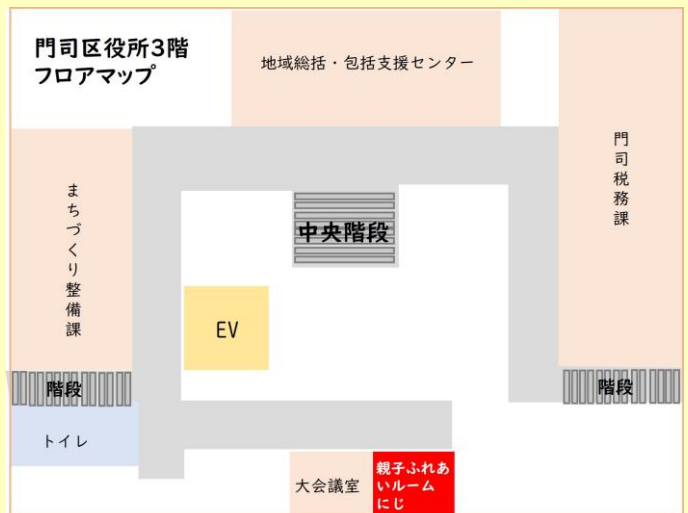 門司区役所3階
フロアマップ
地域総括・包括支援センター
門司税務課
まちづくり整備課
中央階段
EV
階段
階段
トイレ
大会議室
親子ふれあ
いルーム
にじ